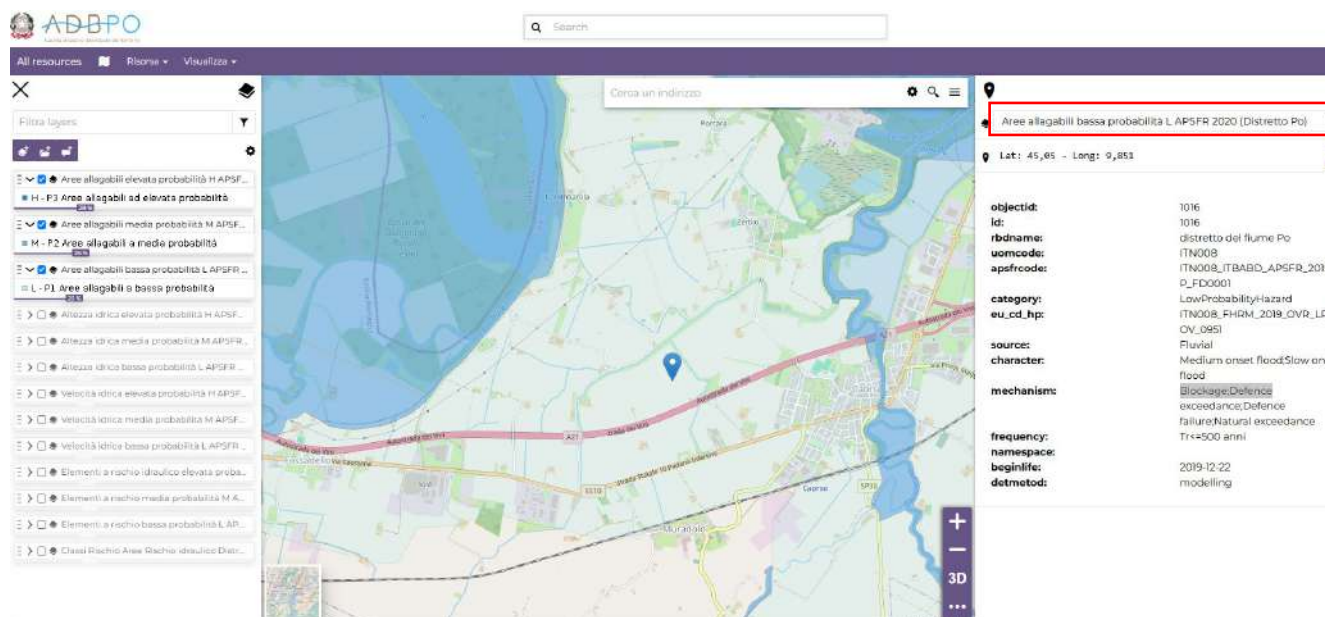 ADBPO
Search
All resources
Risorse
Visualizza
Filtra layers
Aree allagabili elevata probabilità H APSF...
H - P3 Aree allagabili ad elevata probabilità
Aree allagabili media probabilità M APSF...
M - P2 Aree allagabili a media probabilità
Aree allagabili bassa probabilità L APSFR ...
L - P1 Aree allagabili a bassa probabilità
Altezza idrica elevata probabilità H APSF...
Altezza idrica media probabilità M APSFR...
Altezza idrica bassa probabilità L APSFR ...
Velocità idrica elevata probabilità H APSF...
Velocità idrica media probabilità M APSF...
Velocità idrica bassa probabilità L APSFR ...
Elementi a rischio idraulico elevata proba...
Elementi a rischio media probabilità M A...
Elementi a rischio bassa probabilità L AP...
Classi Rischio Aree Rischio idraulico Distr...
Cerca un indirizzo
Zerbio
A21
A21
SS10
Caorso
Muradolo
3D
Aree allagabili bassa probabilità L APSFR 2020 (Distretto Po)
Lat: 45,05 - Long: 9,851
objectid: 1016
id: 1016
rbdname: distretto del fiume Po
uomcode: ITN008
apsfrcode: ITN008_ITBABD_APSFR_201
P_FD0001
category: LowProbabilityHazard
eu_cd_hp: ITN008_FHRM_2019_OVR_LP
OV_0951
source: Fluvial
character: Medium onset flood;Slow on
flood
mechanism: Blockage;Defence
exceedance;Defence
failure;Natural exceedance
frequency: Tr<=500 anni
namespace:
beginlife: 2019-12-22
detmetod: modelling